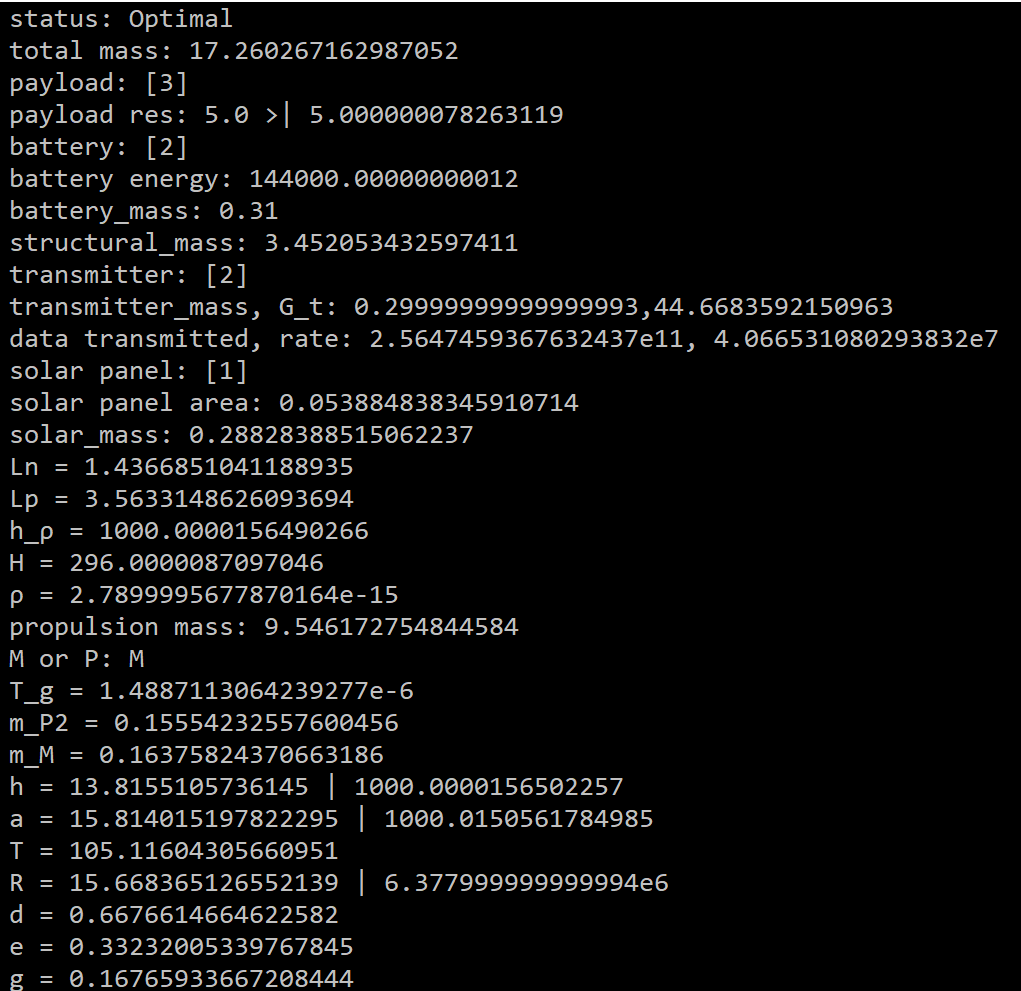 status: Optimal
total mass: 17.260267162987052
payload: [3]
payload res: 5.0 >| 5.000000078263119
battery: [2]
battery energy: 144000.00000000012
battery_mass: 0.31
structural_mass: 3.452053432597411
transmitter: [2]
transmitter_mass, G_t: 0.29999999999999993,44.6683592150963
data transmitted, rate: 2.5647459367632437e11, 4.066531080293832e7
solar panel: [1]
solar panel area: 0.053884838345910714
solar_mass: 0.28828388515062237
Ln = 1.4366851041188935
Lp = 3.5633148626093694
h_ρ = 1000.0000156490266
H = 296.0000087097046
ρ = 2.7899995677870164e-15
propulsion mass: 9.546172754844584
M or P: M
T_g = 1.4887113064239277e-6
m_P2 = 0.15554232557600456
m_M = 0.16375824370663186
h = 13.8155105736145 | 1000.0000156502257
a = 15.814015197822295 | 1000.0150561784985
T = 105.11604305660951
R = 15.668365126552139 | 6.377999999999994e6
d = 0.6676614664622582
e = 0.33232005339767845
g = 0.16765933667208444